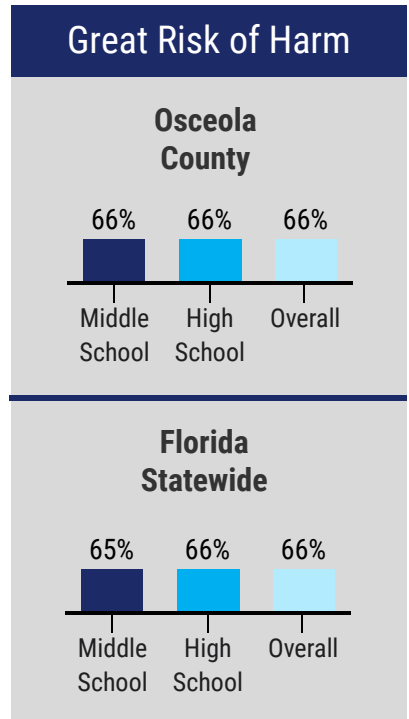 Great Risk of Harm
Osceola
County
66% 66% 66%
Middle High Overall
School School
Florida
Statewide
65% 66% 66%
Middle High Overall
School School